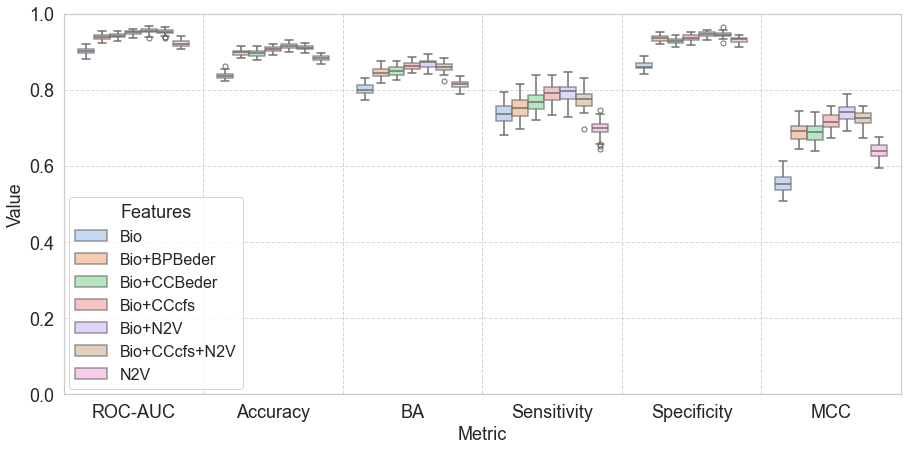 1.0
0.8
0.6
0.4
0.2
0.0
Value
Features
Bio
Bio+BPBeder
Bio+CCBeder
Bio+CCcfs
Bio+N2V
Bio+CCcfs+N2V
N2V
ROC-AUC Accuracy BA Sensitivity Specificity MCC
Metric